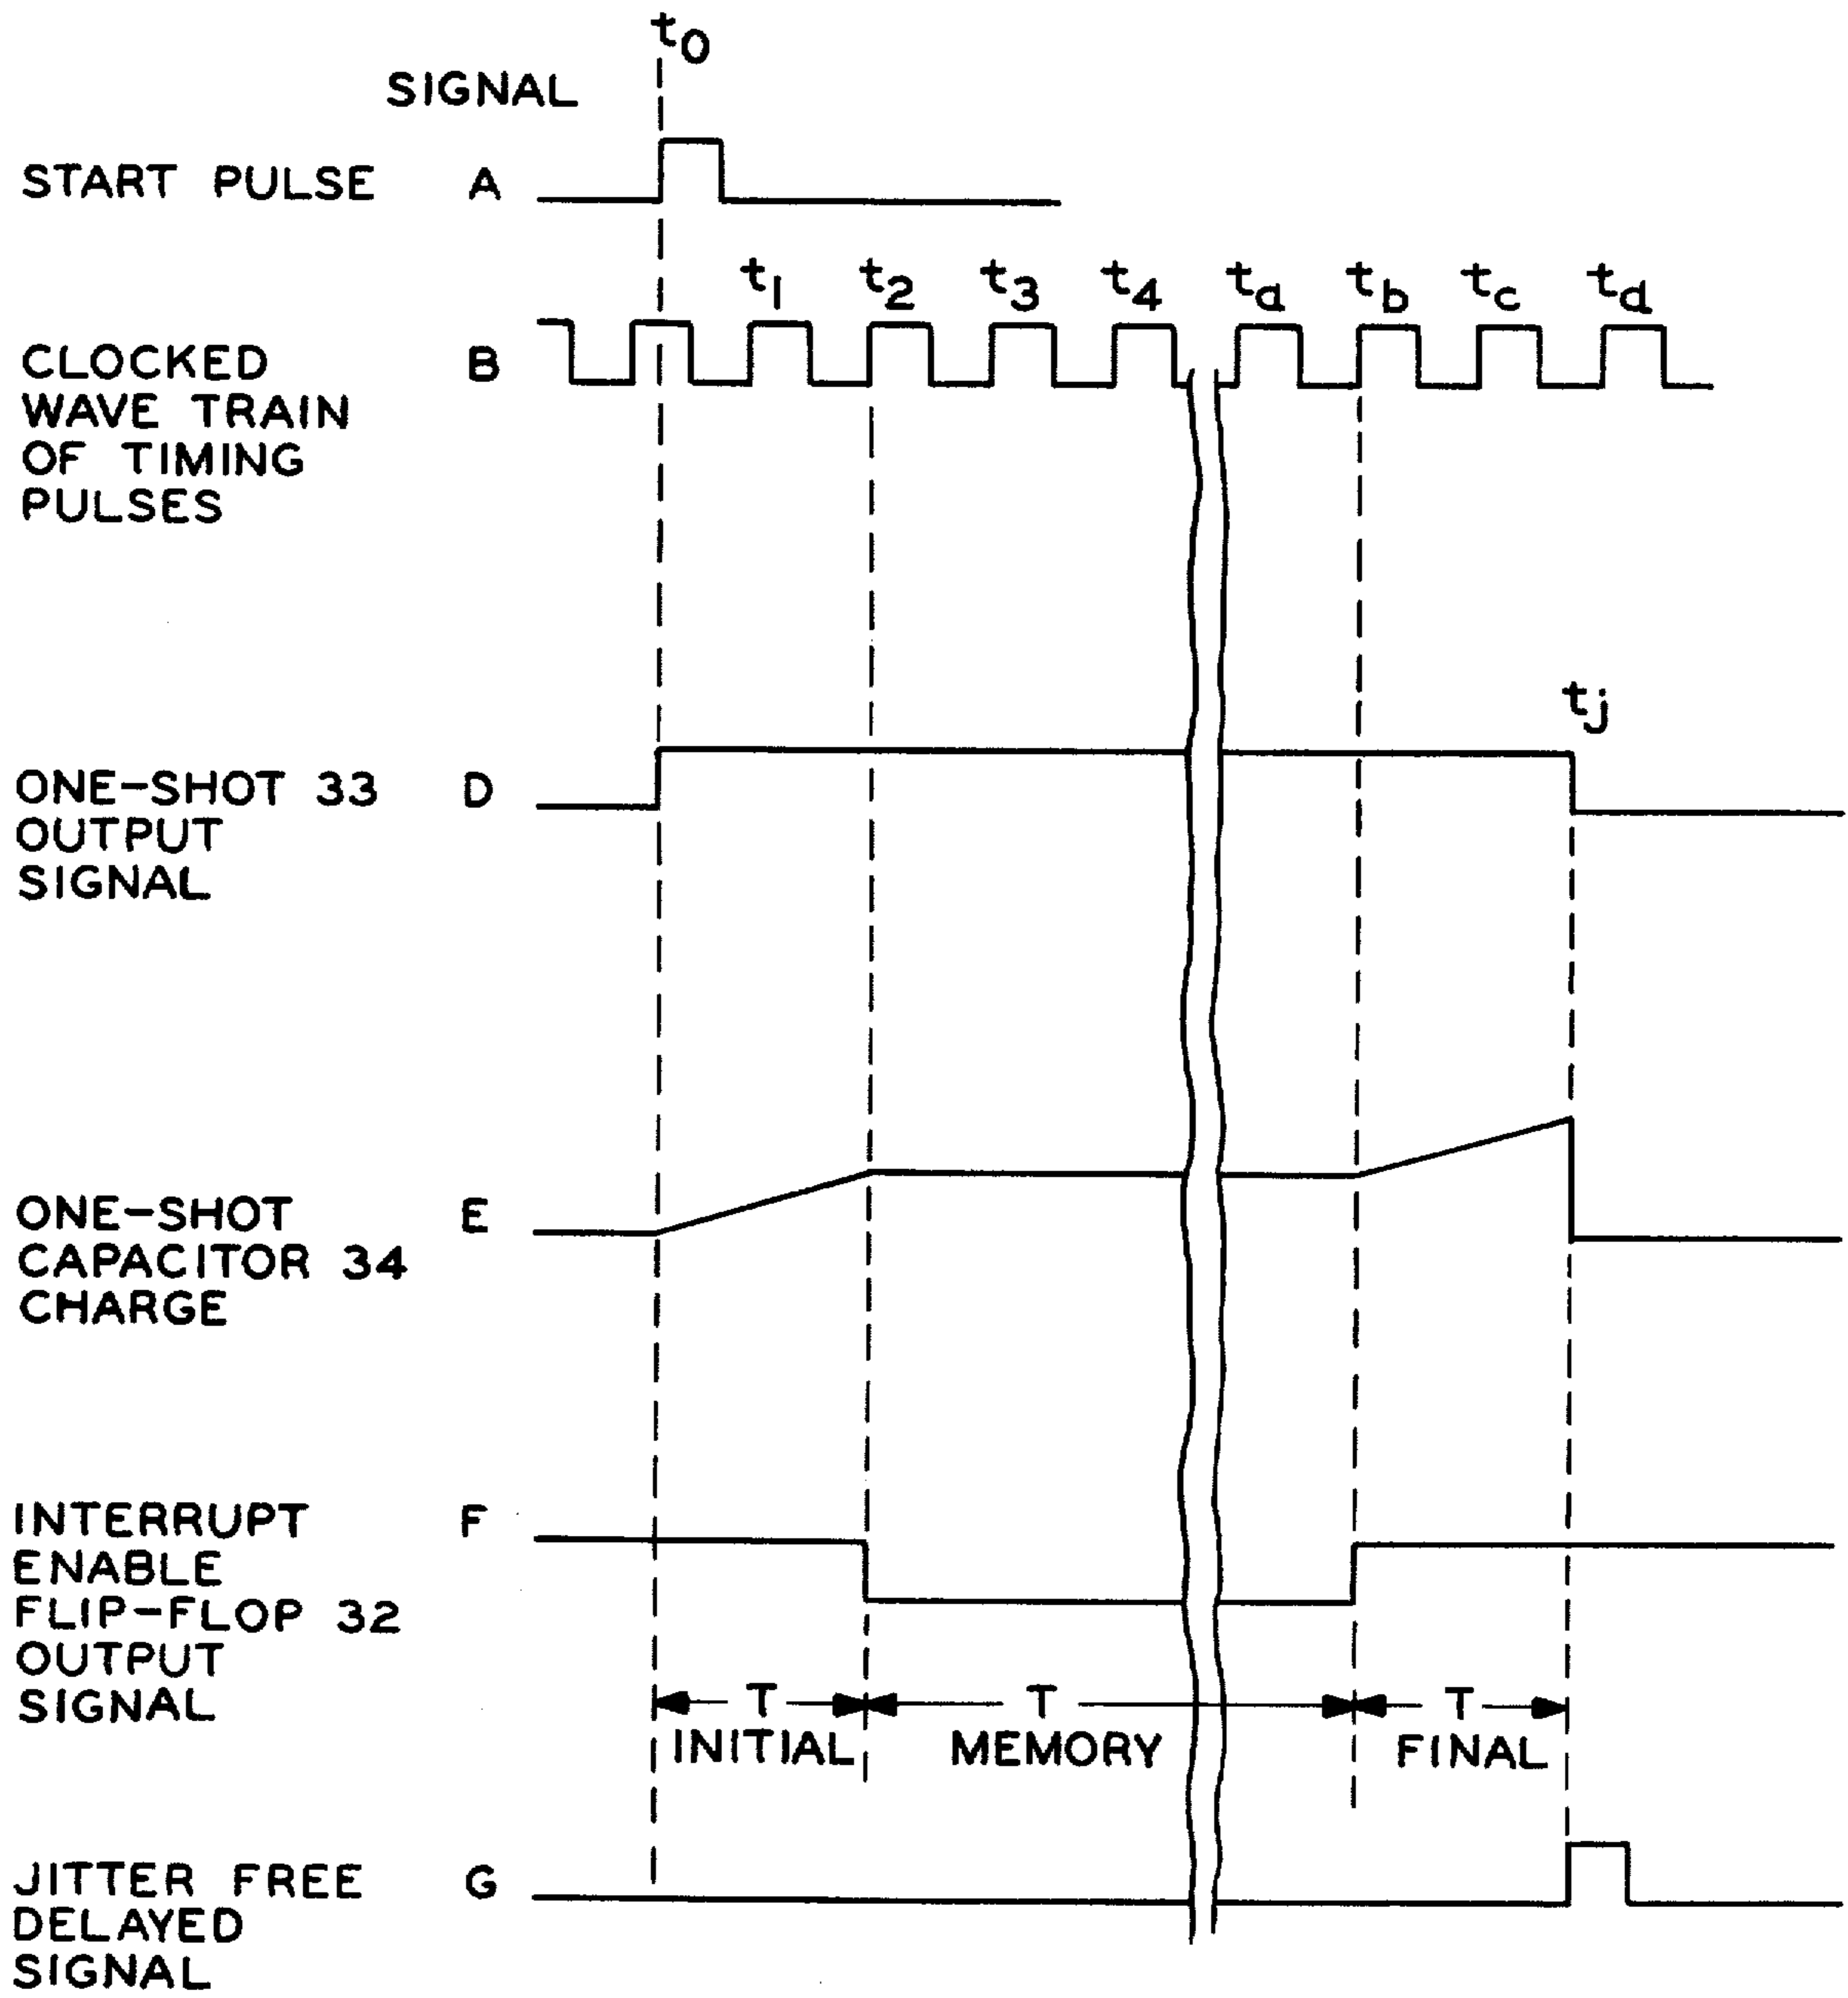 t0
SIGNAL
START PULSE A
t1 t2 t3 t4 ta tb tc td
CLOCKED B
WAVE TRAIN
OF TIMING
PULSES
tj
ONE-SHOT 33 D
OUTPUT
SIGNAL
ONE-SHOT E
CAPACITOR 34
CHARGE
INTERRUPT F
ENABLE
FLIP-FLOP 32
OUTPUT
SIGNAL
T T T
INITIAL MEMORY FINAL
JITTER FREE G
DELAYED
SIGNAL